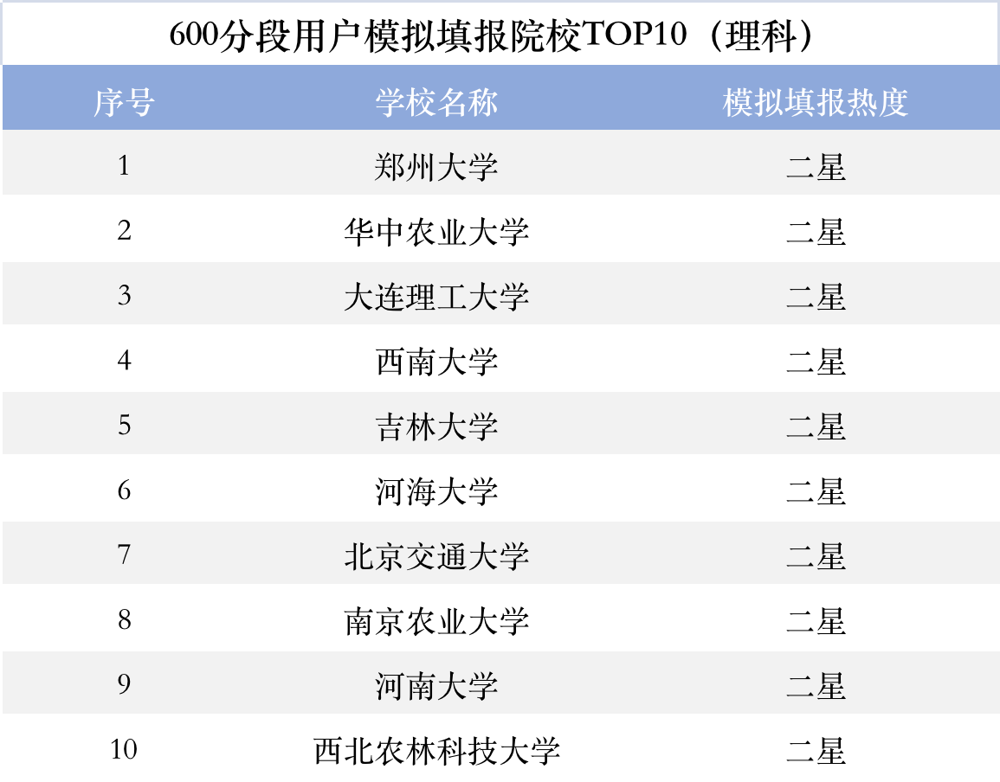 600分段用户模拟填报院校TOP10（理科）
序号 学校名称 模拟填报热度
1 郑州大学 二星
2 华中农业大学 二星
3 大连理工大学 二星
4 西南大学 二星
5 吉林大学 二星
6 河海大学 二星
7 北京交通大学 二星
8 南京农业大学 二星
9 河南大学 二星
10 西北农林科技大学 二星